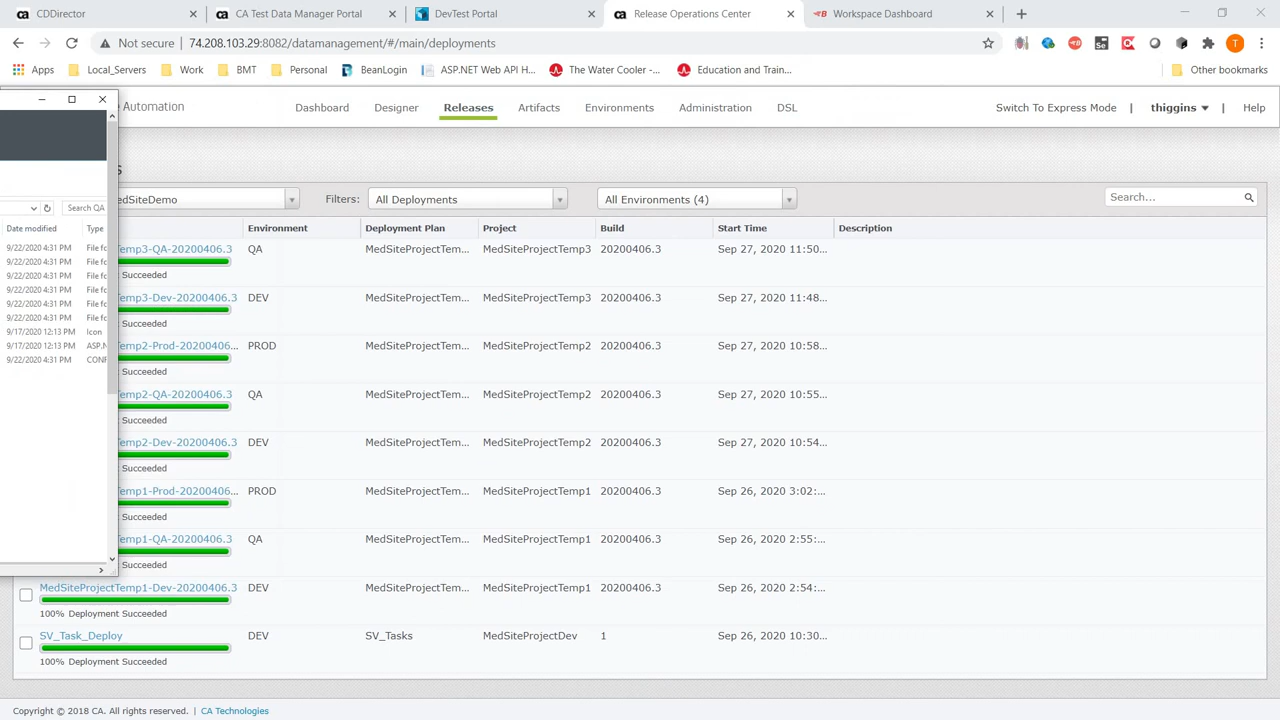 CDDirector
CA Test Data Manager Portal
DevTest Portal
Release Operations Center
Workspace Dashboard
Not secure 74.208.103.29:8082/datamanagement/#/main/deployments
Apps Local_Servers Work BMT Personal BeanLogin ASP.NET Web API H... The Water Cooler -... Education and Train... Other bookmarks
Automation Dashboard Designer Releases Artifacts Environments Administration DSL Switch To Express Mode | thiggins | Help
s
edSiteDemo Filters: All Deployments All Environments (4) Search...
Search QA
Date modified Type
9/22/2020 4:31 PM File fo
9/22/2020 4:31 PM File fo
9/22/2020 4:31 PM File fo
9/22/2020 4:31 PM File fo
9/22/2020 4:31 PM File fo
9/22/2020 4:31 PM File fo
9/17/2020 12:13 PM Icon
9/17/2020 12:13 PM ASP.N
9/22/2020 4:31 PM CONF
Environment Deployment Plan Project Build Start Time Description
emp3-QA-20200406.3 QA MedSiteProjectTem... MedSiteProjectTemp3 20200406.3 Sep 27, 2020 11:50...
Succeeded
emp3-Dev-20200406.3 DEV MedSiteProjectTem... MedSiteProjectTemp3 20200406.3 Sep 27, 2020 11:48...
Succeeded
emp2-Prod-20200406... PROD MedSiteProjectTem... MedSiteProjectTemp2 20200406.3 Sep 27, 2020 10:58...
Succeeded
emp2-QA-20200406.3 QA MedSiteProjectTem... MedSiteProjectTemp2 20200406.3 Sep 27, 2020 10:55...
Succeeded
emp2-Dev-20200406.3 DEV MedSiteProjectTem... MedSiteProjectTemp2 20200406.3 Sep 27, 2020 10:54...
Succeeded
emp1-Prod-20200406... PROD MedSiteProjectTem... MedSiteProjectTemp1 20200406.3 Sep 26, 2020 3:02:...
Succeeded
emp1-QA-20200406.3 QA MedSiteProjectTem... MedSiteProjectTemp1 20200406.3 Sep 26, 2020 2:55:...
Succeeded
MedSiteProjectTemp1-Dev-20200406.3 DEV MedSiteProjectTem... MedSiteProjectTemp1 20200406.3 Sep 26, 2020 2:54:...
100% Deployment Succeeded
SV_Task_Deploy DEV SV_Tasks MedSiteProjectDev 1 Sep 26, 2020 10:30...
100% Deployment Succeeded
Copyright © 2018 CA. All rights reserved. | CA Technologies